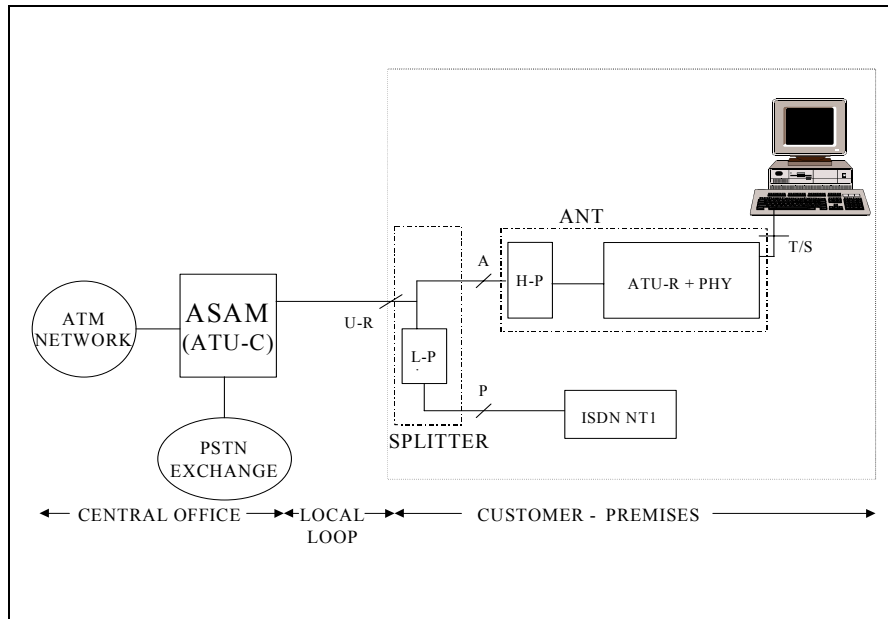 ANT
T/S
A
H-P
ATU-R + PHY
ATM
NETWORK
ASAM
(ATU-C)
U-R
L-P
P
ISDN NT1
SPLITTER
PSTN
EXCHANGE
CENTRAL OFFICE
LOCAL
LOOP
CUSTOMER - PREMISES